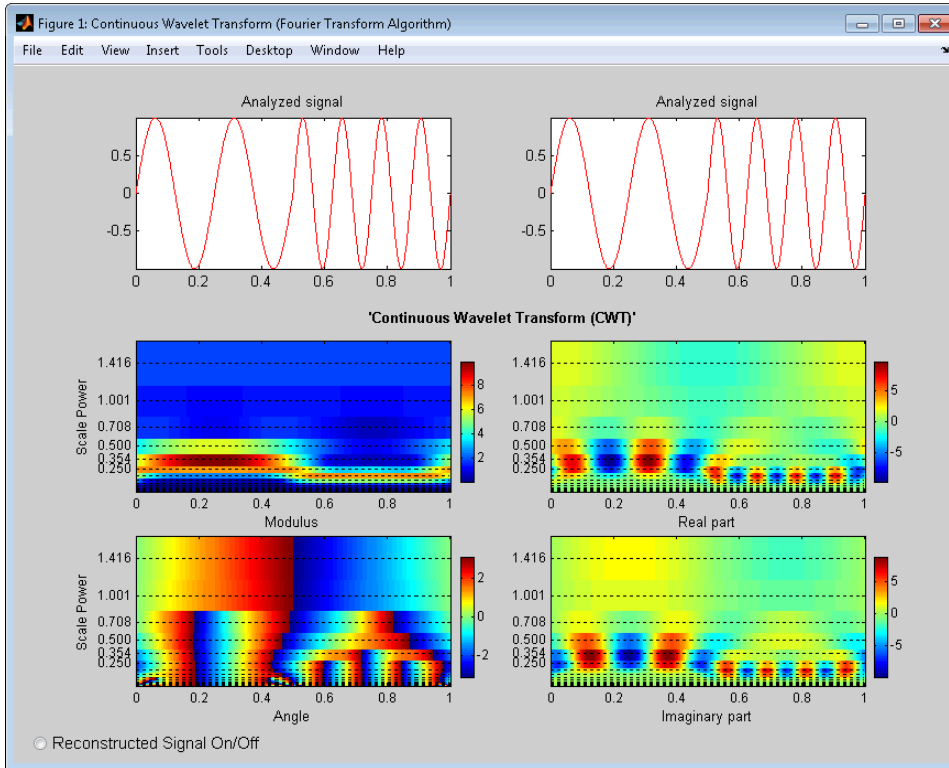 Figure 1: Continuous Wavelet Transform (Fourier Transform Algorithm)
File Edit View Insert Tools Desktop Window Help
Analyzed signal
0.5
0
-0.5
0 0.2 0.4 0.6 0.8 1
Analyzed signal
0.5
0
-0.5
0 0.2 0.4 0.6 0.8 1
'Continuous Wavelet Transform (CWT)'
Scale Power
1.416
1.001
0.708
0.500
0.354
0.250
0 0.2 0.4 0.6 0.8 1
Modulus
8
6
4
2
1.416
1.001
0.708
0.500
0.354
0.250
0 0.2 0.4 0.6 0.8 1
Real part
5
0
-5
Scale Power
1.416
1.001
0.708
0.500
0.354
0.250
0 0.2 0.4 0.6 0.8 1
Angle
2
0
-2
1.416
1.001
0.708
0.500
0.354
0.250
0 0.2 0.4 0.6 0.8 1
Imaginary part
5
0
-5
Reconstructed Signal On/Off